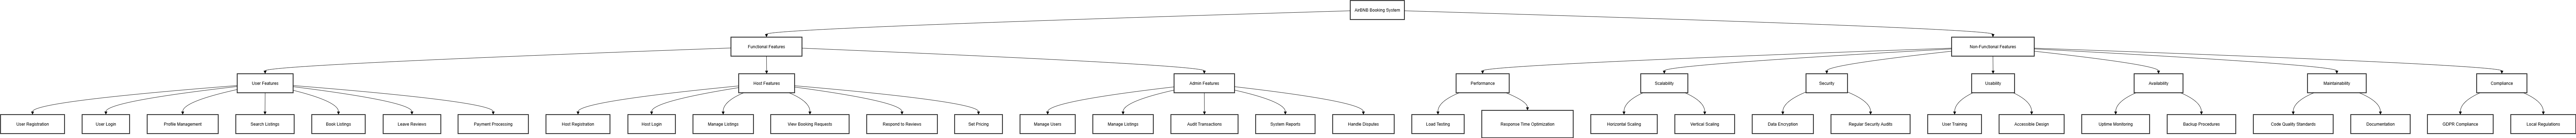 AirBNB Booking System
Functional Features
Non-Functional Features
User Features
Host Features
Admin Features
Performance
Scalability
Security
Usability
Availability
Maintainability
Compliance
User Registration
User Login
Profile Management
Search Listings
Book Listings
Leave Reviews
Payment Processing
Host Registration
Host Login
Manage Listings
View Booking Requests
Respond to Reviews
Set Pricing
Manage Users
Manage Listings
Audit Transactions
System Reports
Handle Disputes
Load Testing
Response Time Optimization
Horizontal Scaling
Vertical Scaling
Data Encryption
Regular Security Audits
User Training
Accessible Design
Uptime Monitoring
Backup Procedures
Code Quality Standards
Documentation
GDPR Compliance
Local Regulations